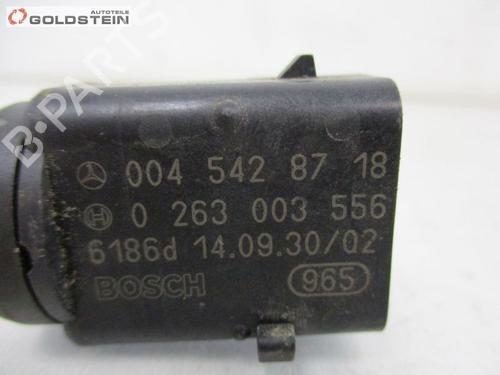 Autoteile
GOLDSTEIN
B-PARTS
004 542 87 18
0 263 003 556
6186d 14.09.30/02
BOSCH
965